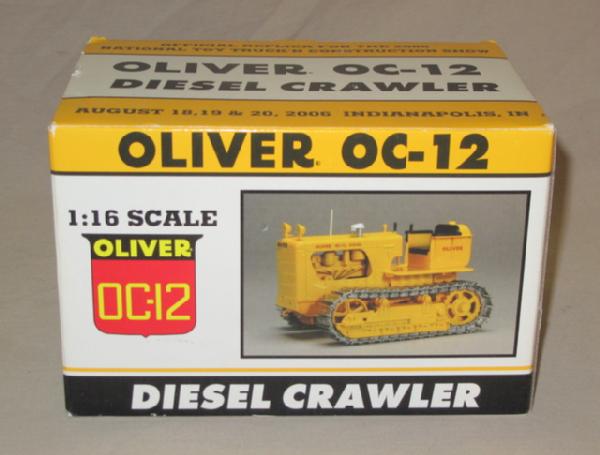 OFFICIAL REPLICA FOR THE 2006
NATIONAL TOY TRUCK'N CONSTRUCTION SHOW
OLIVER OC-12
DIESEL CRAWLER
AUGUST 18, 19 & 20, 2006 INDIANAPOLIS, IN
OLIVER OC-12
1:16 SCALE
OLIVER
OC-12
OLIVER
DIESEL CRAWLER